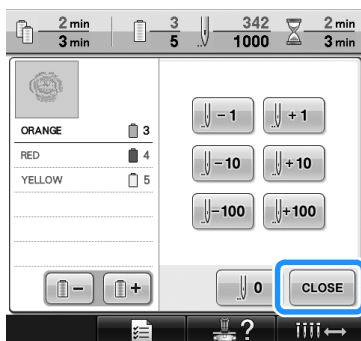 2 min 3 342 2 min
3 min 5 1000 3 min
ORANGE 3
RED 4
YELLOW 5
-1 +1
-10 +10
-100 +100
- + 0 CLOSE
?